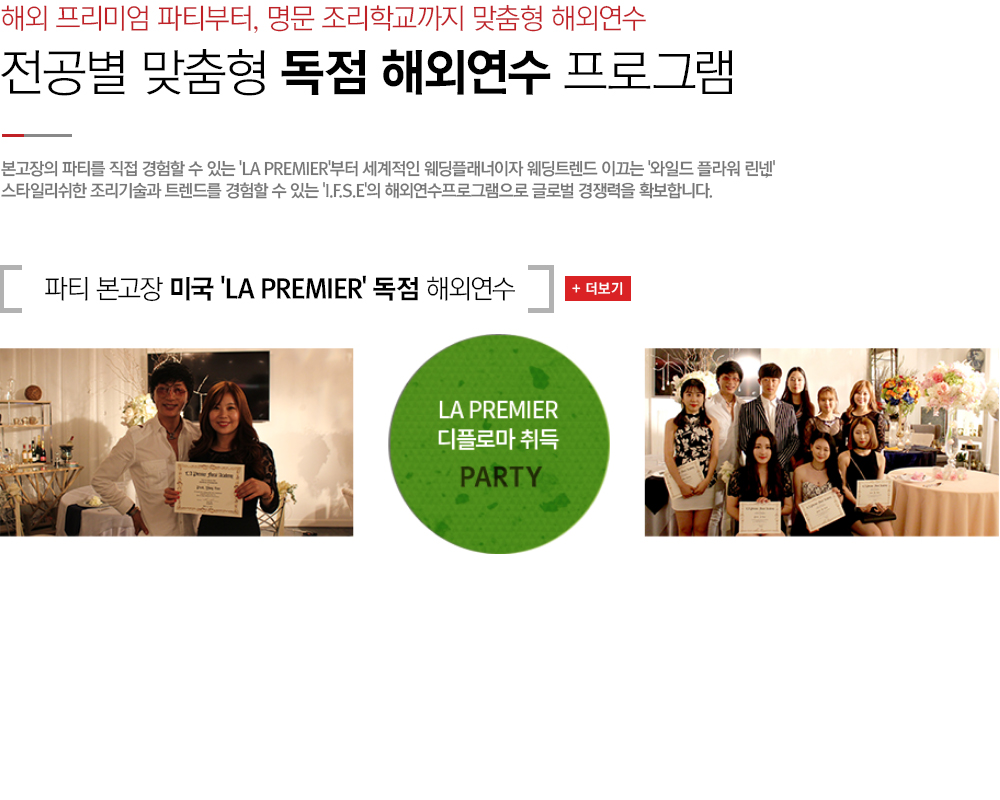 해외 프리미엄 파티부터, 명문 조리학교까지 맞춤형 해외연수
전공별 맞춤형 독점 해외연수 프로그램
본고장의 파티를 직접 경험할 수 있는 'LA PREMIER'부터 세계적인 웨딩플래너이자 웨딩트렌드 이끄는 '와일드 플라워 린넨'
스타일리쉬한 조리기술과 트렌드를 경험할 수 있는 'I.F.S.E'의 해외연수프로그램으로 글로벌 경쟁력을 확보합니다.
파티 본고장 미국 'LA PREMIER' 독점 해외연수
+ 더보기
LA PREMIER
디플로마 취득
PARTY